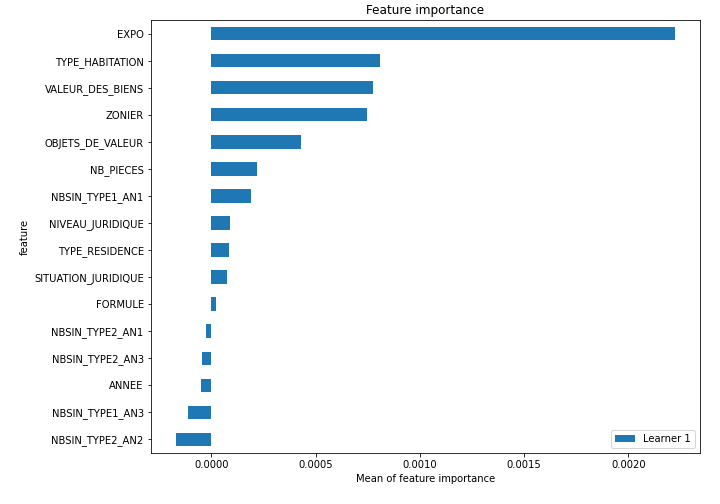 Feature importance
EXPO
TYPE_HABITATION
VALEUR_DES_BIENS
ZONIER
OBJETS_DE_VALEUR
NB_PIECES
NBSIN_TYPE1_AN1
NIVEAU_JURIDIQUE
TYPE_RESIDENCE
SITUATION_JURIDIQUE
FORMULE
NBSIN_TYPE2_AN1
NBSIN_TYPE2_AN3
ANNEE
NBSIN_TYPE1_AN3
NBSIN_TYPE2_AN2
feature
Learner 1
0.0000 0.0005 0.0010 0.0015 0.0020
Mean of feature importance